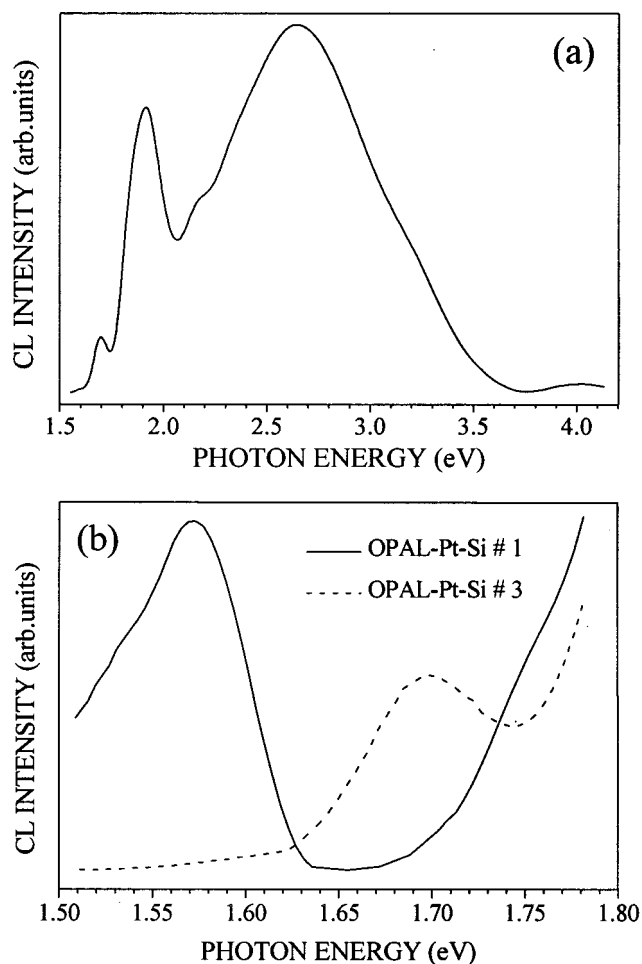 (a)
CL INTENSITY (arb.units)
1.5 2.0 2.5 3.0 3.5 4.0
PHOTON ENERGY (eV)
(b)
OPAL-Pt-Si # 1
OPAL-Pt-Si # 3
CL INTENSITY (arb.units)
1.50 1.55 1.60 1.65 1.70 1.75 1.80
PHOTON ENERGY (eV)